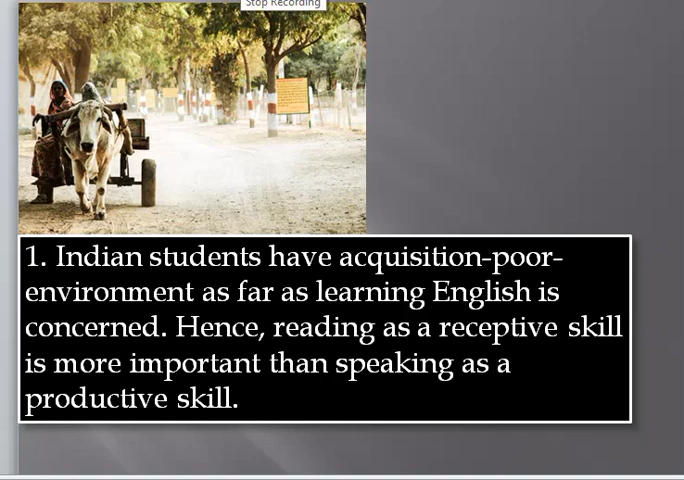 Stop Recording
1. Indian students have acquisition-poor-
environment as far as learning English is
concerned. Hence, reading as a receptive skill
is more important than speaking as a
productive skill.